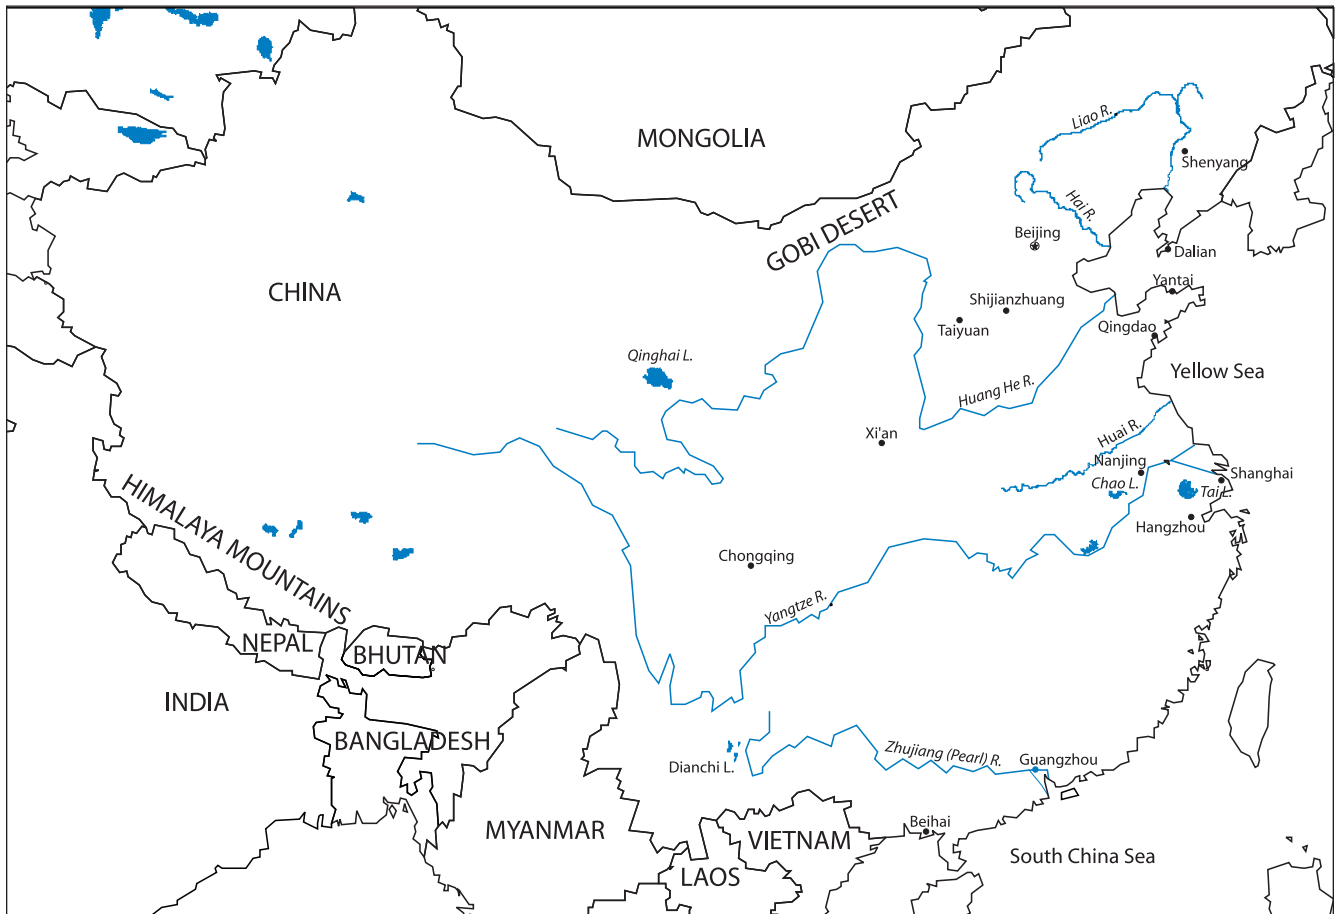 Liao R.
MONGOLIA
Shenyang
Hai R.
GOBI DESERT
Beijing
Dalian
Yantai
CHINA
Shijianzhuang
Taiyuan
Qingdao
Qinghai L.
Yellow Sea
Huang He R.
Xi'an
Huai R.
Nanjing
Shanghai
Chao L.
Tai L.
HIMALAYA MOUNTAINS
Hangzhou
Chongqing
Yangtze R.
NEPAL
BHUTAN
INDIA
BANGLADESH
Zhujiang (Pearl) R.
Guangzhou
Dianchi L.
Beihai
MYANMAR
VIETNAM
South China Sea
LAOS